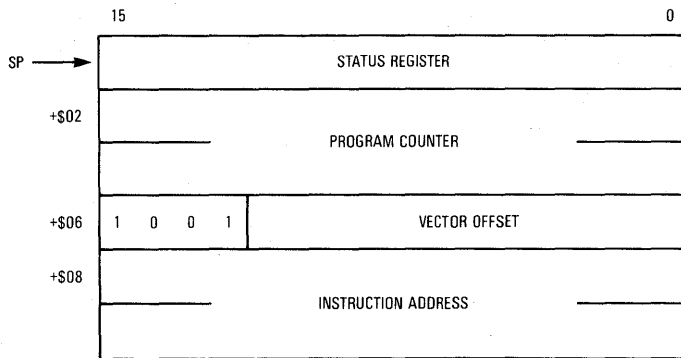 15 0
SP STATUS REGISTER
+$02
PROGRAM COUNTER
+$06 1 0 0 1 VECTOR OFFSET
+$08
INSTRUCTION ADDRESS